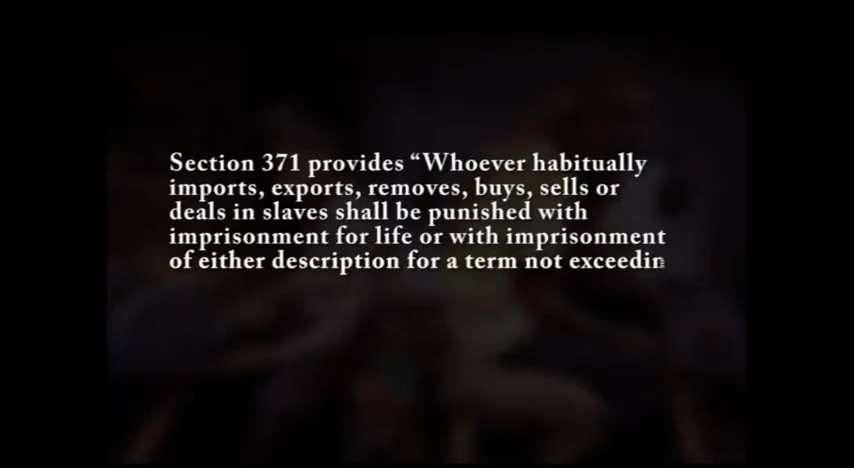 Section 371 provides “Whoever habitually
imports, exports, removes, buys, sells or
deals in slaves shall be punished with
imprisonment for life or with imprisonment
of either description for a term not exceedin